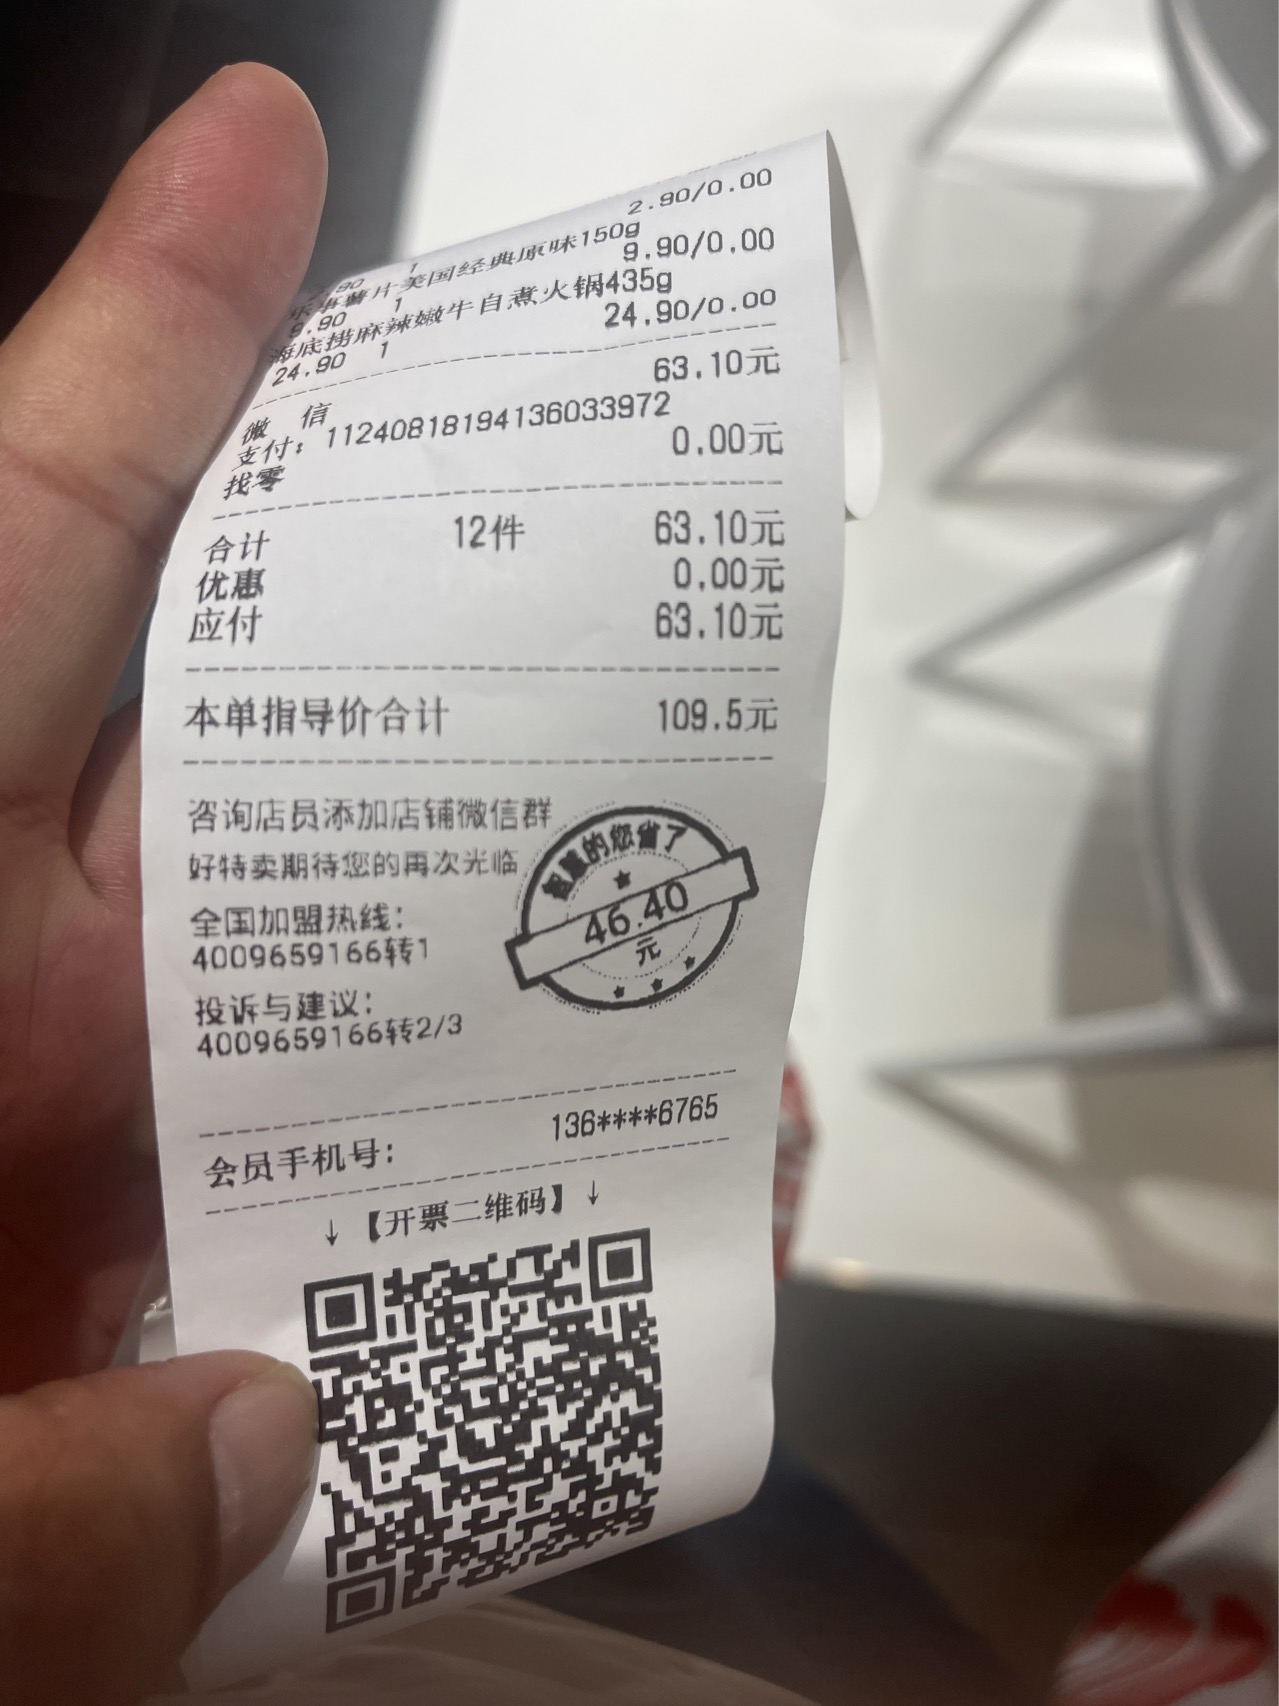 2.90/0.00
乐事薯片美国经典原味150g
9.90 1 9.90/0.00
海底捞麻辣嫩牛自煮火锅435g
24.90 1 24.90/0.00
63.10元
微 信
支付: 11240818194136033972
找零 0.00元
合计 12件 63.10元
优惠 0.00元
应付 63.10元
本单指导价合计 109.5元
咨询店员添加店铺微信群
好特卖期待您的再次光临
全国加盟热线:
4009659166转1
投诉与建议:
4009659166转2/3
智慧的您省了
46.40
元
136****6765
会员手机号:
↓【开票二维码】↓